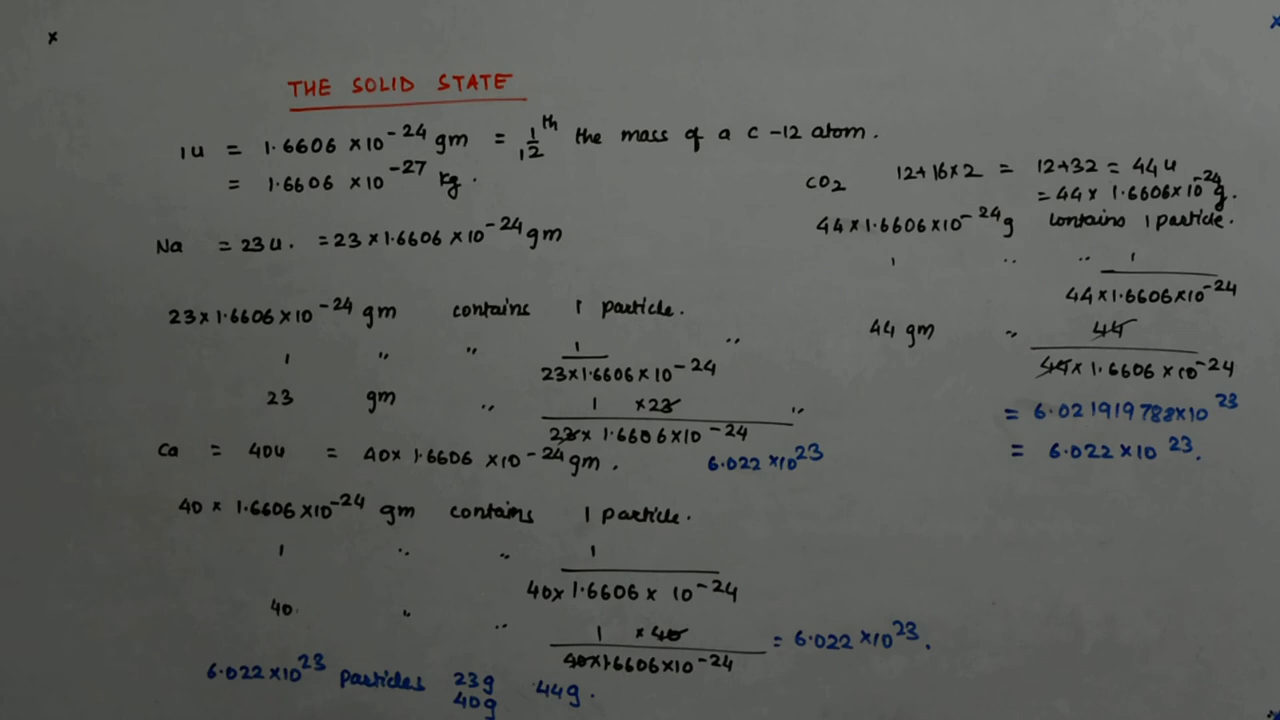 THE SOLID STATE
1u = 1.6606 ×10⁻²⁴ gm = 1/12 th the mass of a c-12 atom.
= 1.6606 ×10⁻²⁷ kg.
Na = 23u. = 23 × 1.6606 ×10⁻²⁴ gm
23× 1.6606 ×10⁻²⁴ gm contains 1 particle.
1 " " 1 / 23×1.6606×10⁻²⁴ "
23 gm " 1 ×23 / 23× 1.6606×10⁻²⁴ "
6.022 ×10²³
Ca = 40u = 40× 1.6606 ×10⁻²⁴ gm.
40 × 1.6606 ×10⁻²⁴ gm contains 1 particle.
1 " " 1 / 40× 1.6606 × 10⁻²⁴
40 " " 1 ×40 / 40×1.6606×10⁻²⁴ = 6.022 ×10²³.
6.022×10²³ particles 23g 44g.
40g
CO₂ 12+16×2 = 12+32 = 44u
= 44× 1.6606×10⁻²⁴ g.
44×1.6606×10⁻²⁴ g contains 1 particle.
1 " " 1 / 44×1.6606×10⁻²⁴
44 gm " 44 / 44× 1.6606 ×10⁻²⁴
= 6.021919788×10²³
= 6.022×10²³.